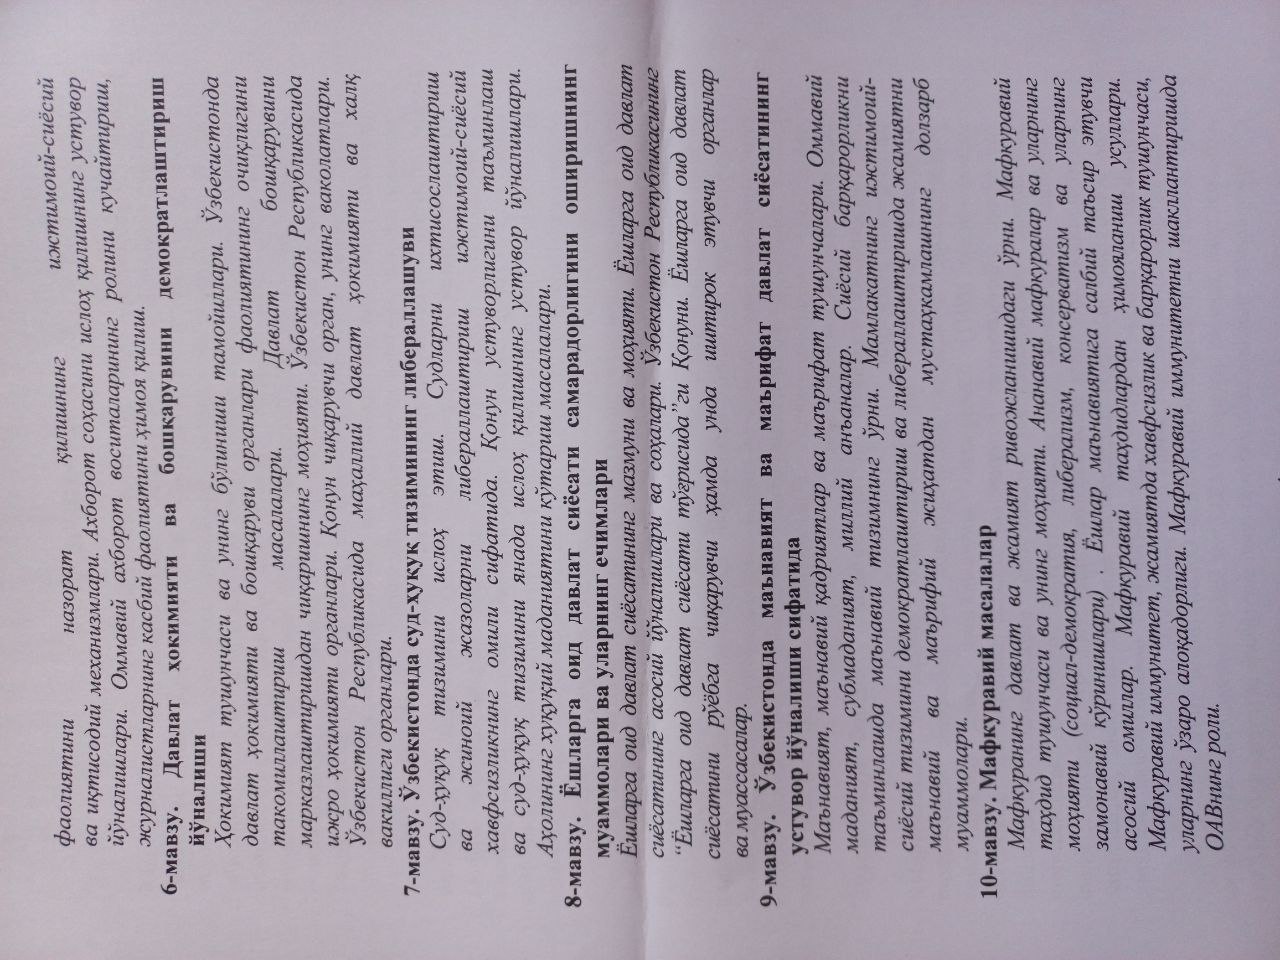 фаолиятини назорат қилишнинг ижтимоий-сиёсий
ва иқтисодий механизмлари. Ахборот соҳасини ислоҳ қилишнинг устувор
йўналишлари. Оммавий ахборот воситаларининг ролини кучайтириш,
журналистларнинг касбий фаолиятини ҳимоя қилиш.
6-мавзу. Давлат ҳокимияти ва бошқарувини демократлаштириш
йўналиши
Ҳокимият тушунчаси ва унинг бўлиниши тамойиллари. Ўзбекистонда
давлат ҳокимияти ва бошқаруви органлари фаолиятининг очиқлигини
такомиллаштириш масалалари. Давлат бошқарувини
марказлаштиришдан чиқаришнинг моҳияти. Ўзбекистон Республикасида
ижро ҳокимияти органлари. Қонун чиқарувчи орган, унинг ваколатлари.
Ўзбекистон Республикасида маҳаллий давлат ҳокимияти ва халқ
вакиллиги органлари.
7-мавзу. Ўзбекистонда суд-ҳуқуқ тизимининг либераллашуви
Суд-ҳуқуқ тизимини ислоҳ этиш. Судларни ихтисослаштириш
ва жиноий жазоларни либераллаштириш ижтимоий-сиёсий
хавфсизликнинг омили сифатида. Қонун устуворлигини таъминлаш
ва суд-ҳуқуқ тизимини янада ислоҳ қилишнинг устувор йўналишлари.
Аҳолининг хуқуқий маданиятини кўтариш масалалари.
8-мавзу. Ёшларга оид давлат сиёсати самарадорлигини оширишнинг
муаммолари ва уларнинг ечимлари
Ёшларга оид давлат сиёсатининг мазмуни ва моҳияти. Ёшларга оид давлат
сиёсатининг асосий йўналишлари ва соҳалари. Ўзбекистон Республикасининг
“Ёшларга оид давлат сиёсати тўғрисида”ги Қонуни. Ёшларга оид давлат
сиёсатини рўёбга чиқарувчи ҳамда унда иштирок этувчи органлар
ва муассасалар.
9-мавзу. Ўзбекистонда маънавият ва маърифат давлат сиёсатининг
устувор йўналиши сифатида
Маънавият, маънавий қадриятлар ва маърифат тушунчалари. Оммавий
маданият, субмаданият, миллий анъаналар. Сиёсий барқарорликни
таъминлашда маънавий тизимнинг ўрни. Мамлакатнинг ижтимоий-
сиёсий тизимини демократлаштириш ва либераллаштиришда жамиятни
маънавий ва маърифий жиҳатдан мустаҳкамлашнинг долзарб
муаммолари.
10-мавзу. Мафкуравий масалалар
Мафкуранинг давлат ва жамият ривожланишидаги ўрни. Мафкуравий
таҳдид тушунчаси ва унинг моҳияти. Ананавий мафкуралар ва уларнинг
моҳияти (социал-демократия, либерализм, консерватизм ва уларнинг
замонавий кўринишлари) . Ёшлар маънавиятига салбий таъсир этувчи
асосий омиллар. Мафкуравий таҳдидлардан ҳимояланиш усуллари.
Мафкуравий иммунитет, жамиятда хавфсизлик ва барқарорлик тушунчаси,
уларнинг ўзаро алоқадорлиги. Мафкуравий иммунитетни шакллантиришда
ОАВнинг роли.